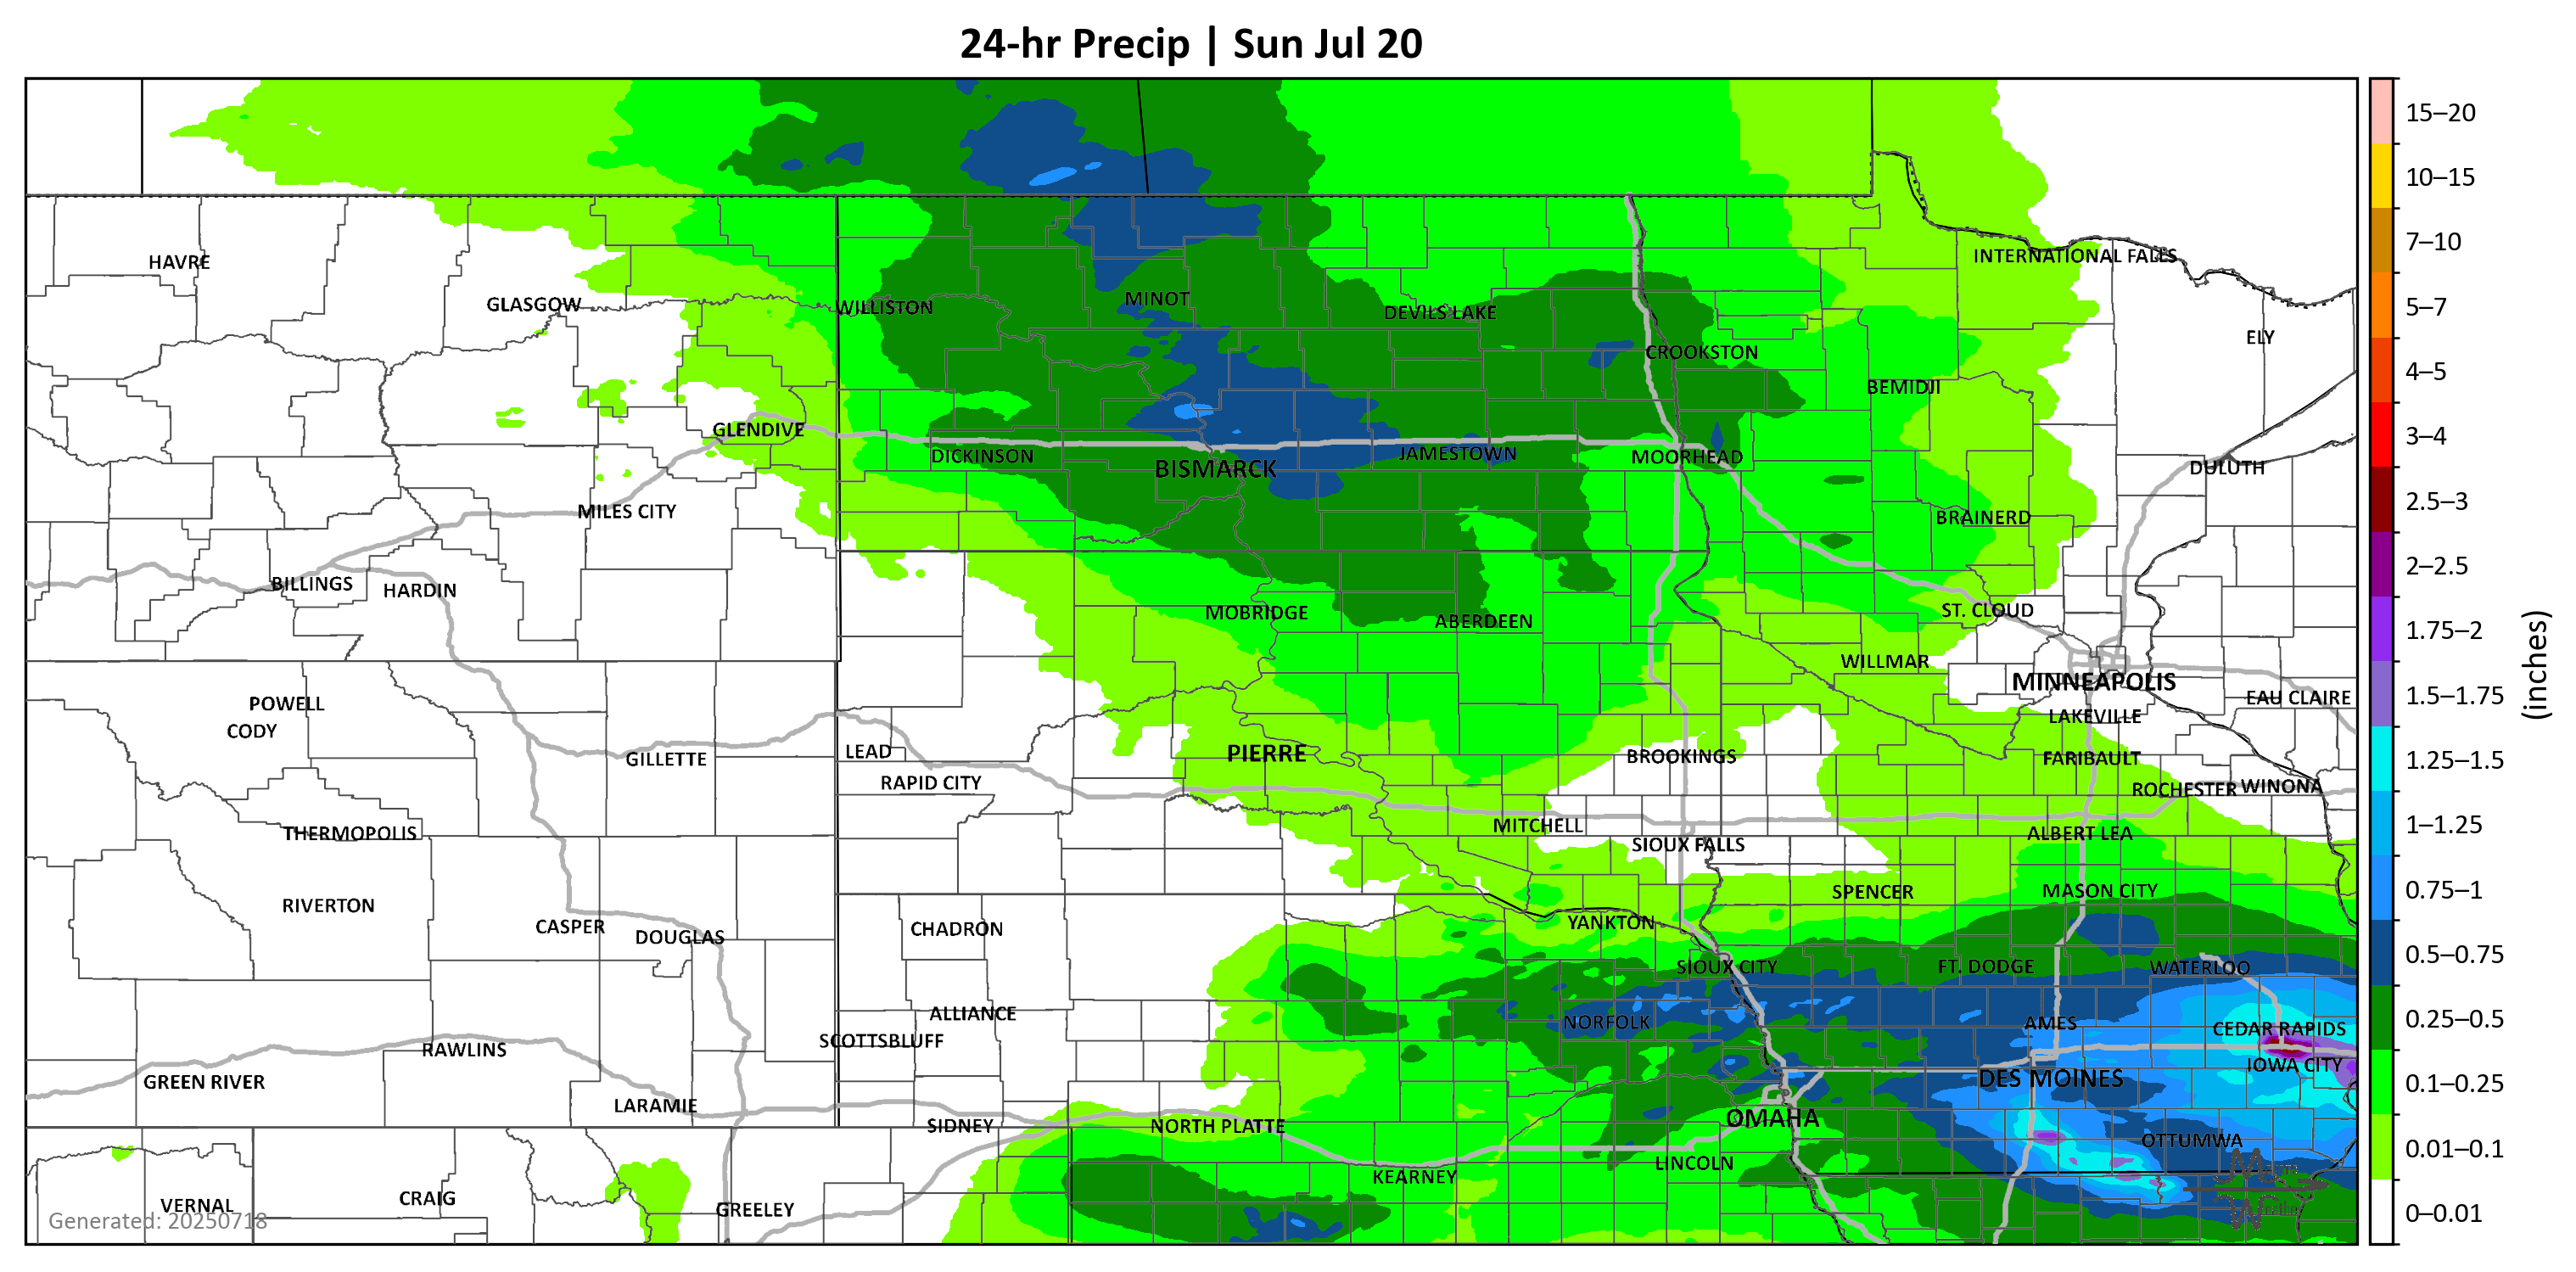 24-hr Precip | Sun Jul 20
15–20
10–15
7–10
5–7
4–5
3–4
2.5–3
2–2.5
1.75–2
1.5–1.75
1.25–1.5
1–1.25
0.75–1
0.5–0.75
0.25–0.5
0.1–0.25
0.01–0.1
0–0.01
(inches)
HAVRE
INTERNATIONAL FALLS
GLASGOW
WILLISTON
MINOT
DEVILS LAKE
ELY
CROOKSTON
BEMIDJI
GLENDIVE
DICKINSON
BISMARCK
JAMESTOWN
MOORHEAD
DULUTH
MILES CITY
BRAINERD
BILLINGS
HARDIN
MOBRIDGE
ABERDEEN
ST. CLOUD
WILLMAR
MINNEAPOLIS
POWELL
CODY
EAU CLAIRE
LAKEVILLE
GILLETTE
LEAD
PIERRE
BROOKINGS
FARIBAULT
RAPID CITY
ROCHESTER
WINONA
THERMOPOLIS
MITCHELL
ALBERT LEA
SIOUX FALLS
RIVERTON
SPENCER
MASON CITY
CASPER
DOUGLAS
CHADRON
YANKTON
SIOUX CITY
FT. DODGE
WATERLOO
ALLIANCE
NORFOLK
AMES
CEDAR RAPIDS
SCOTTSBLUFF
RAWLINS
IOWA CITY
GREEN RIVER
DES MOINES
LARAMIE
SIDNEY
NORTH PLATTE
OMAHA
OTTUMWA
LINCOLN
KEARNEY
VERNAL
CRAIG
GREELEY
Generated: 20250718